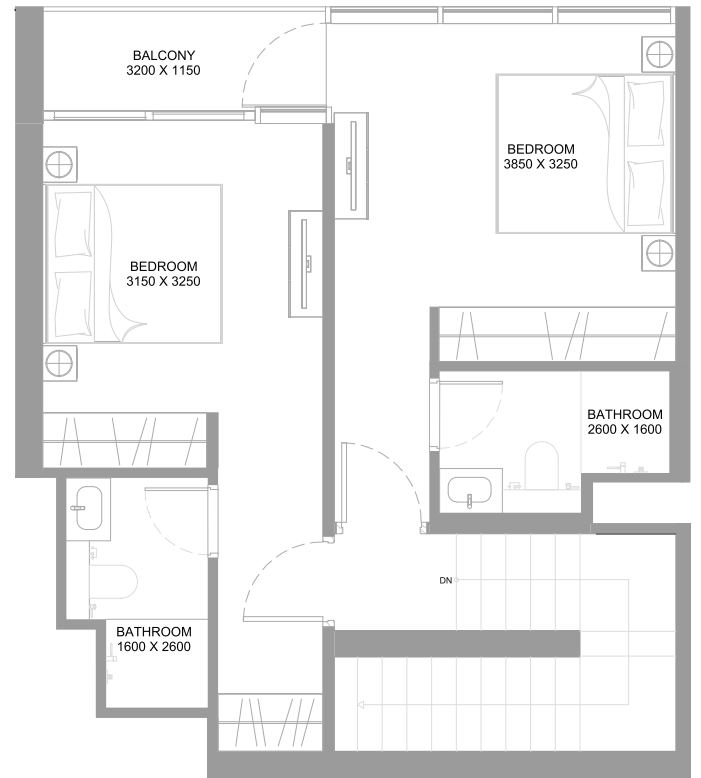 BALCONY
3200 X 1150
BEDROOM
3850 X 3250
BEDROOM
3150 X 3250
BATHROOM
2600 X 1600
DN
BATHROOM
1600 X 2600